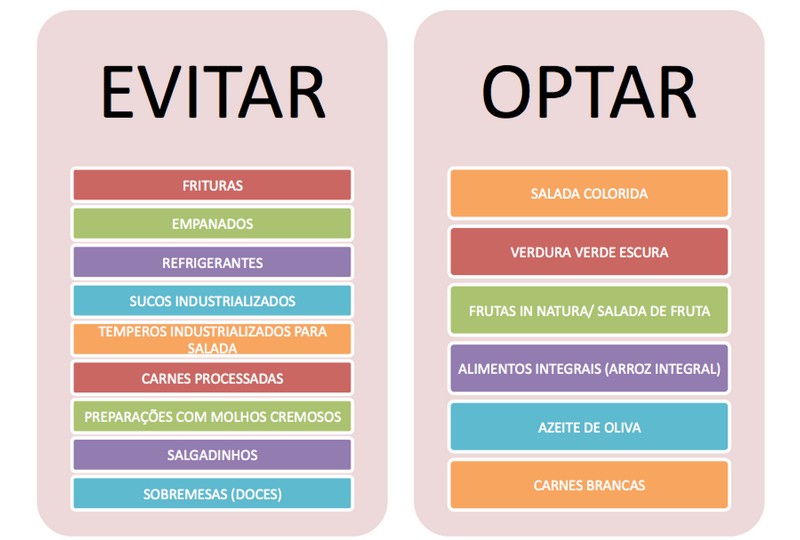 EVITAR
FRITURAS
EMPANADOS
REFRIGERANTES
SUCOS INDUSTRIALIZADOS
TEMPEROS INDUSTRIALIZADOS PARA
SALADA
CARNES PROCESSADAS
PREPARAÇÕES COM MOLHOS CREMOSOS
SALGADINHOS
SOBREMESAS (DOCES)
OPTAR
SALADA COLORIDA
VERDURA VERDE ESCURA
FRUTAS IN NATURA/ SALADA DE FRUTA
ALIMENTOS INTEGRAIS (ARROZ INTEGRAL)
AZEITE DE OLIVA
CARNES BRANCAS